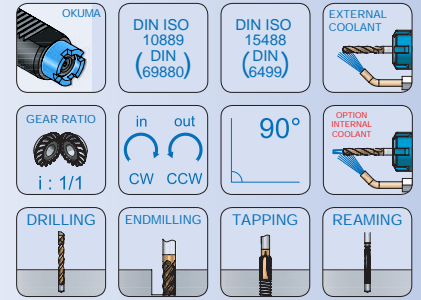 OKUMA
DIN ISO
10889
(DIN
69880)
DIN ISO
15488
(DIN
6499)
EXTERNAL
COOLANT
GEAR RATIO
i : 1/1
in out
CW CCW
90°
OPTION
INTERNAL
COOLANT
DRILLING
ENDMILLING
TAPPING
REAMING